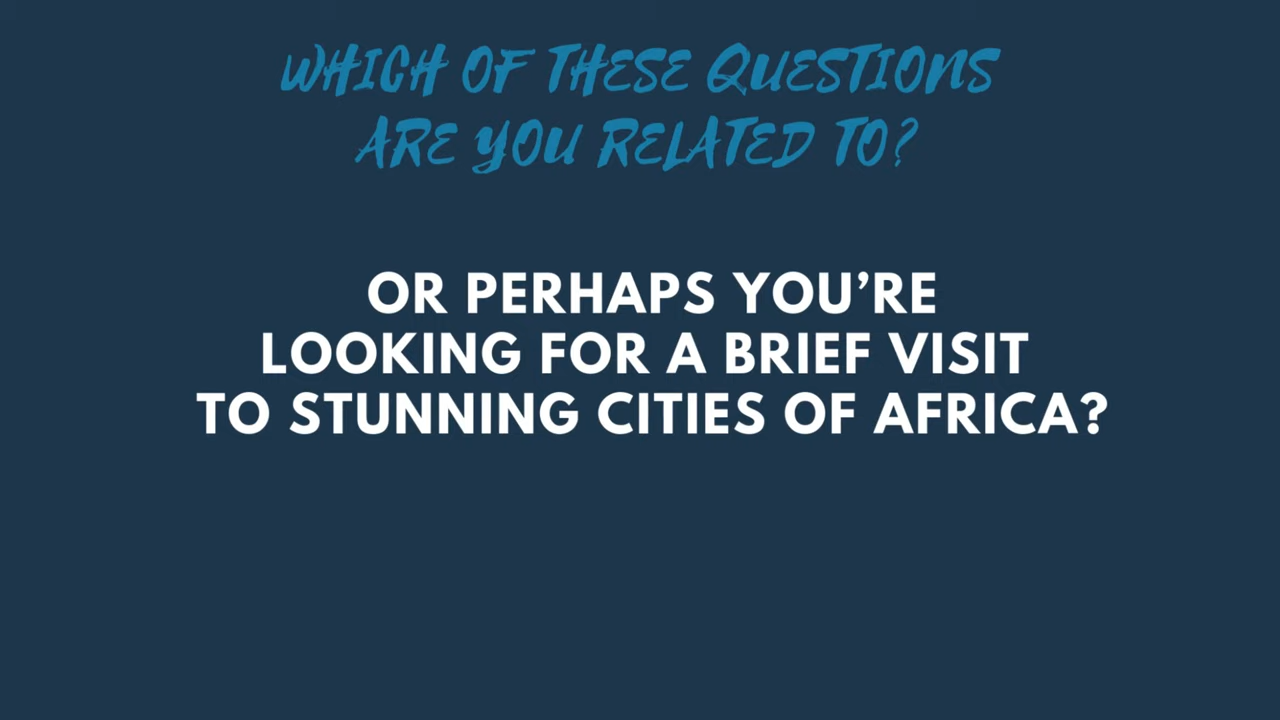 WHICH OF THESE QUESTIONS
ARE YOU RELATED TO?
OR PERHAPS YOU’RE
LOOKING FOR A BRIEF VISIT
TO STUNNING CITIES OF AFRICA?